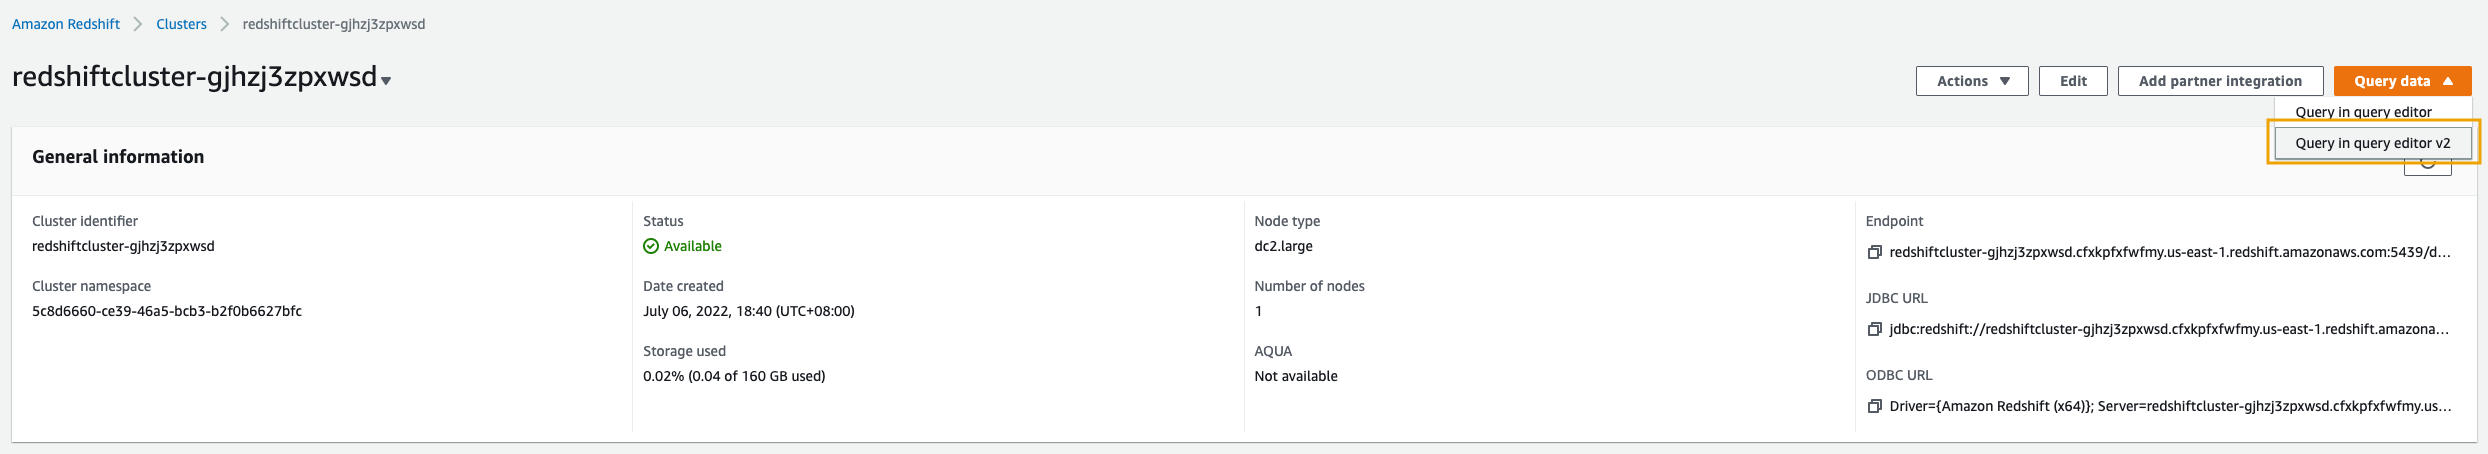 Amazon Redshift > Clusters > redshiftcluster-gjhzj3zpxwsd
redshiftcluster-gjhzj3zpxwsd
Actions Edit Add partner integration Query data
Query in query editor
Query in query editor v2
General information
Cluster identifier
redshiftcluster-gjhzj3zpxwsd
Cluster namespace
5c8d6660-ce39-46a5-bcb3-b2f0b6627bfc
Status
Available
Date created
July 06, 2022, 18:40 (UTC+08:00)
Storage used
0.02% (0.04 of 160 GB used)
Node type
dc2.large
Number of nodes
1
AQUA
Not available
Endpoint
redshiftcluster-gjhzj3zpxwsd.cfxkpfxfwfmy.us-east-1.redshift.amazonaws.com:5439/d...
JDBC URL
jdbc:redshift://redshiftcluster-gjhzj3zpxwsd.cfxkpfxfwfmy.us-east-1.redshift.amazona...
ODBC URL
Driver={Amazon Redshift (x64)}; Server=redshiftcluster-gjhzj3zpxwsd.cfxkpfxfwfmy.us...